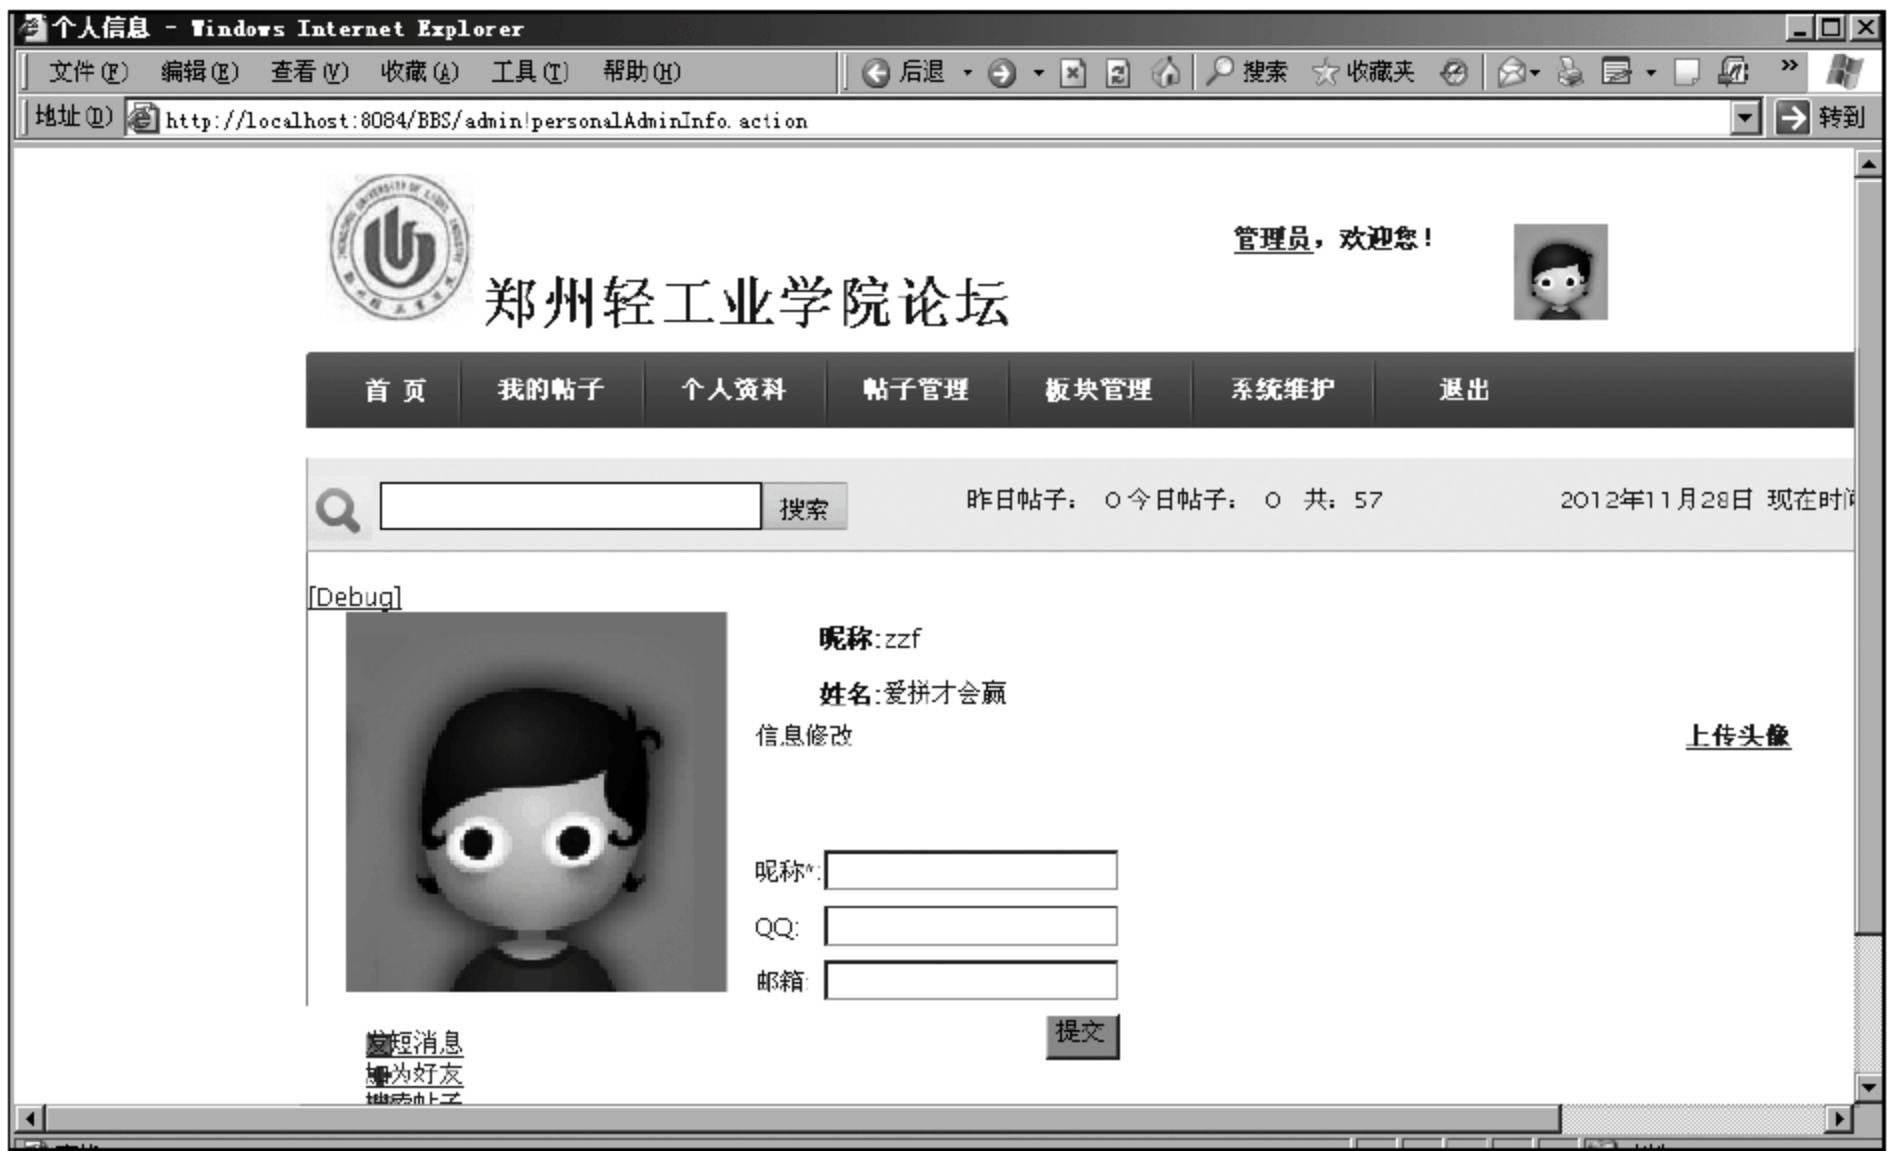 个人信息 - Windows Internet Explorer
文件(F) 编辑(E) 查看(V) 收藏(A) 工具(T) 帮助(H) 后退 搜索 收藏夹 »
地址(D) http://localhost:8084/BBS/admin!personalAdminInfo.action 转到
管理员，欢迎您！
郑州轻工业学院论坛
首 页 我的帖子 个人资料 帖子管理 板块管理 系统维护 退出
搜索 昨日帖子： 0 今日帖子： 0 共：57 2012年11月28日 现在时间
[Debug]
昵称:zzf
姓名:爱拼才会赢
信息修改 上传头像
昵称*:
QQ:
邮箱:
提交
发短消息
加为好友
搜索帖子